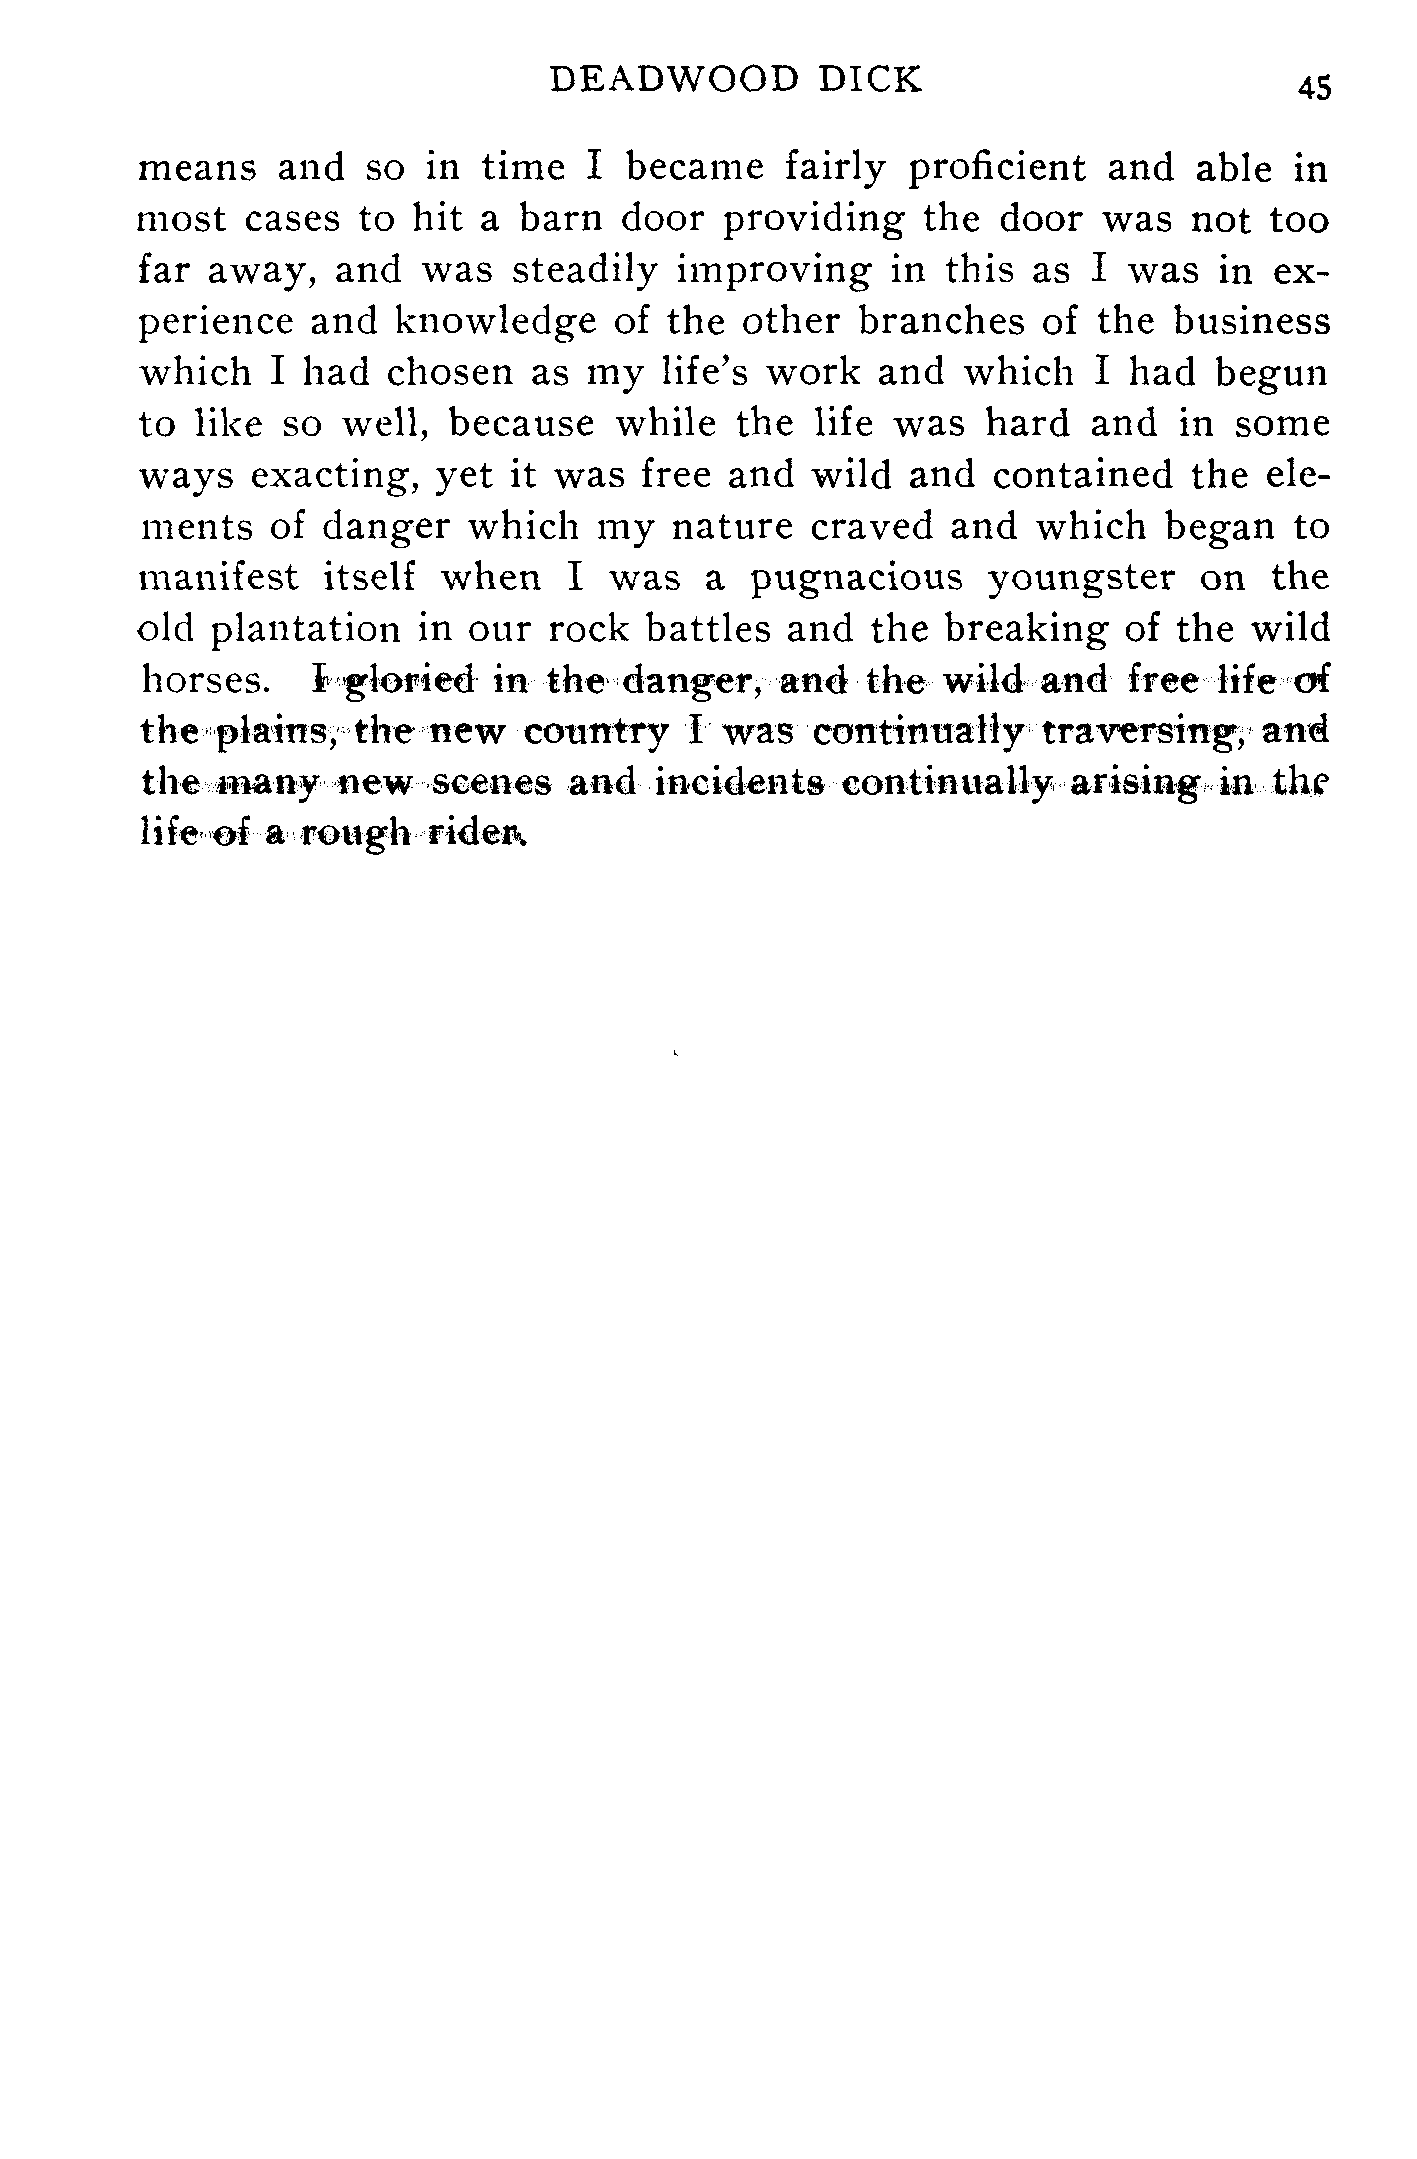 DEADWOOD DICK 45
means and so in time I became fairly proficient and able in
most cases to hit a barn door providing the door was not too
far away, and was steadily improving in this as I was in ex-
perience and knowledge of the other branches of the business
which I had chosen as my life's work and which I had begun
to like so well, because while the life was hard and in some
ways exacting, yet it was free and wild and contained the ele-
ments of danger which my nature craved and which began to
manifest itself when I was a pugnacious youngster on the
old plantation in our rock battles and the breaking of the wild
horses. I gloried in the danger, and the wild and free life of
the plains, the new country I was continually traversing, and
the many new scenes and incidents continually arising in the
life of a rough rider.